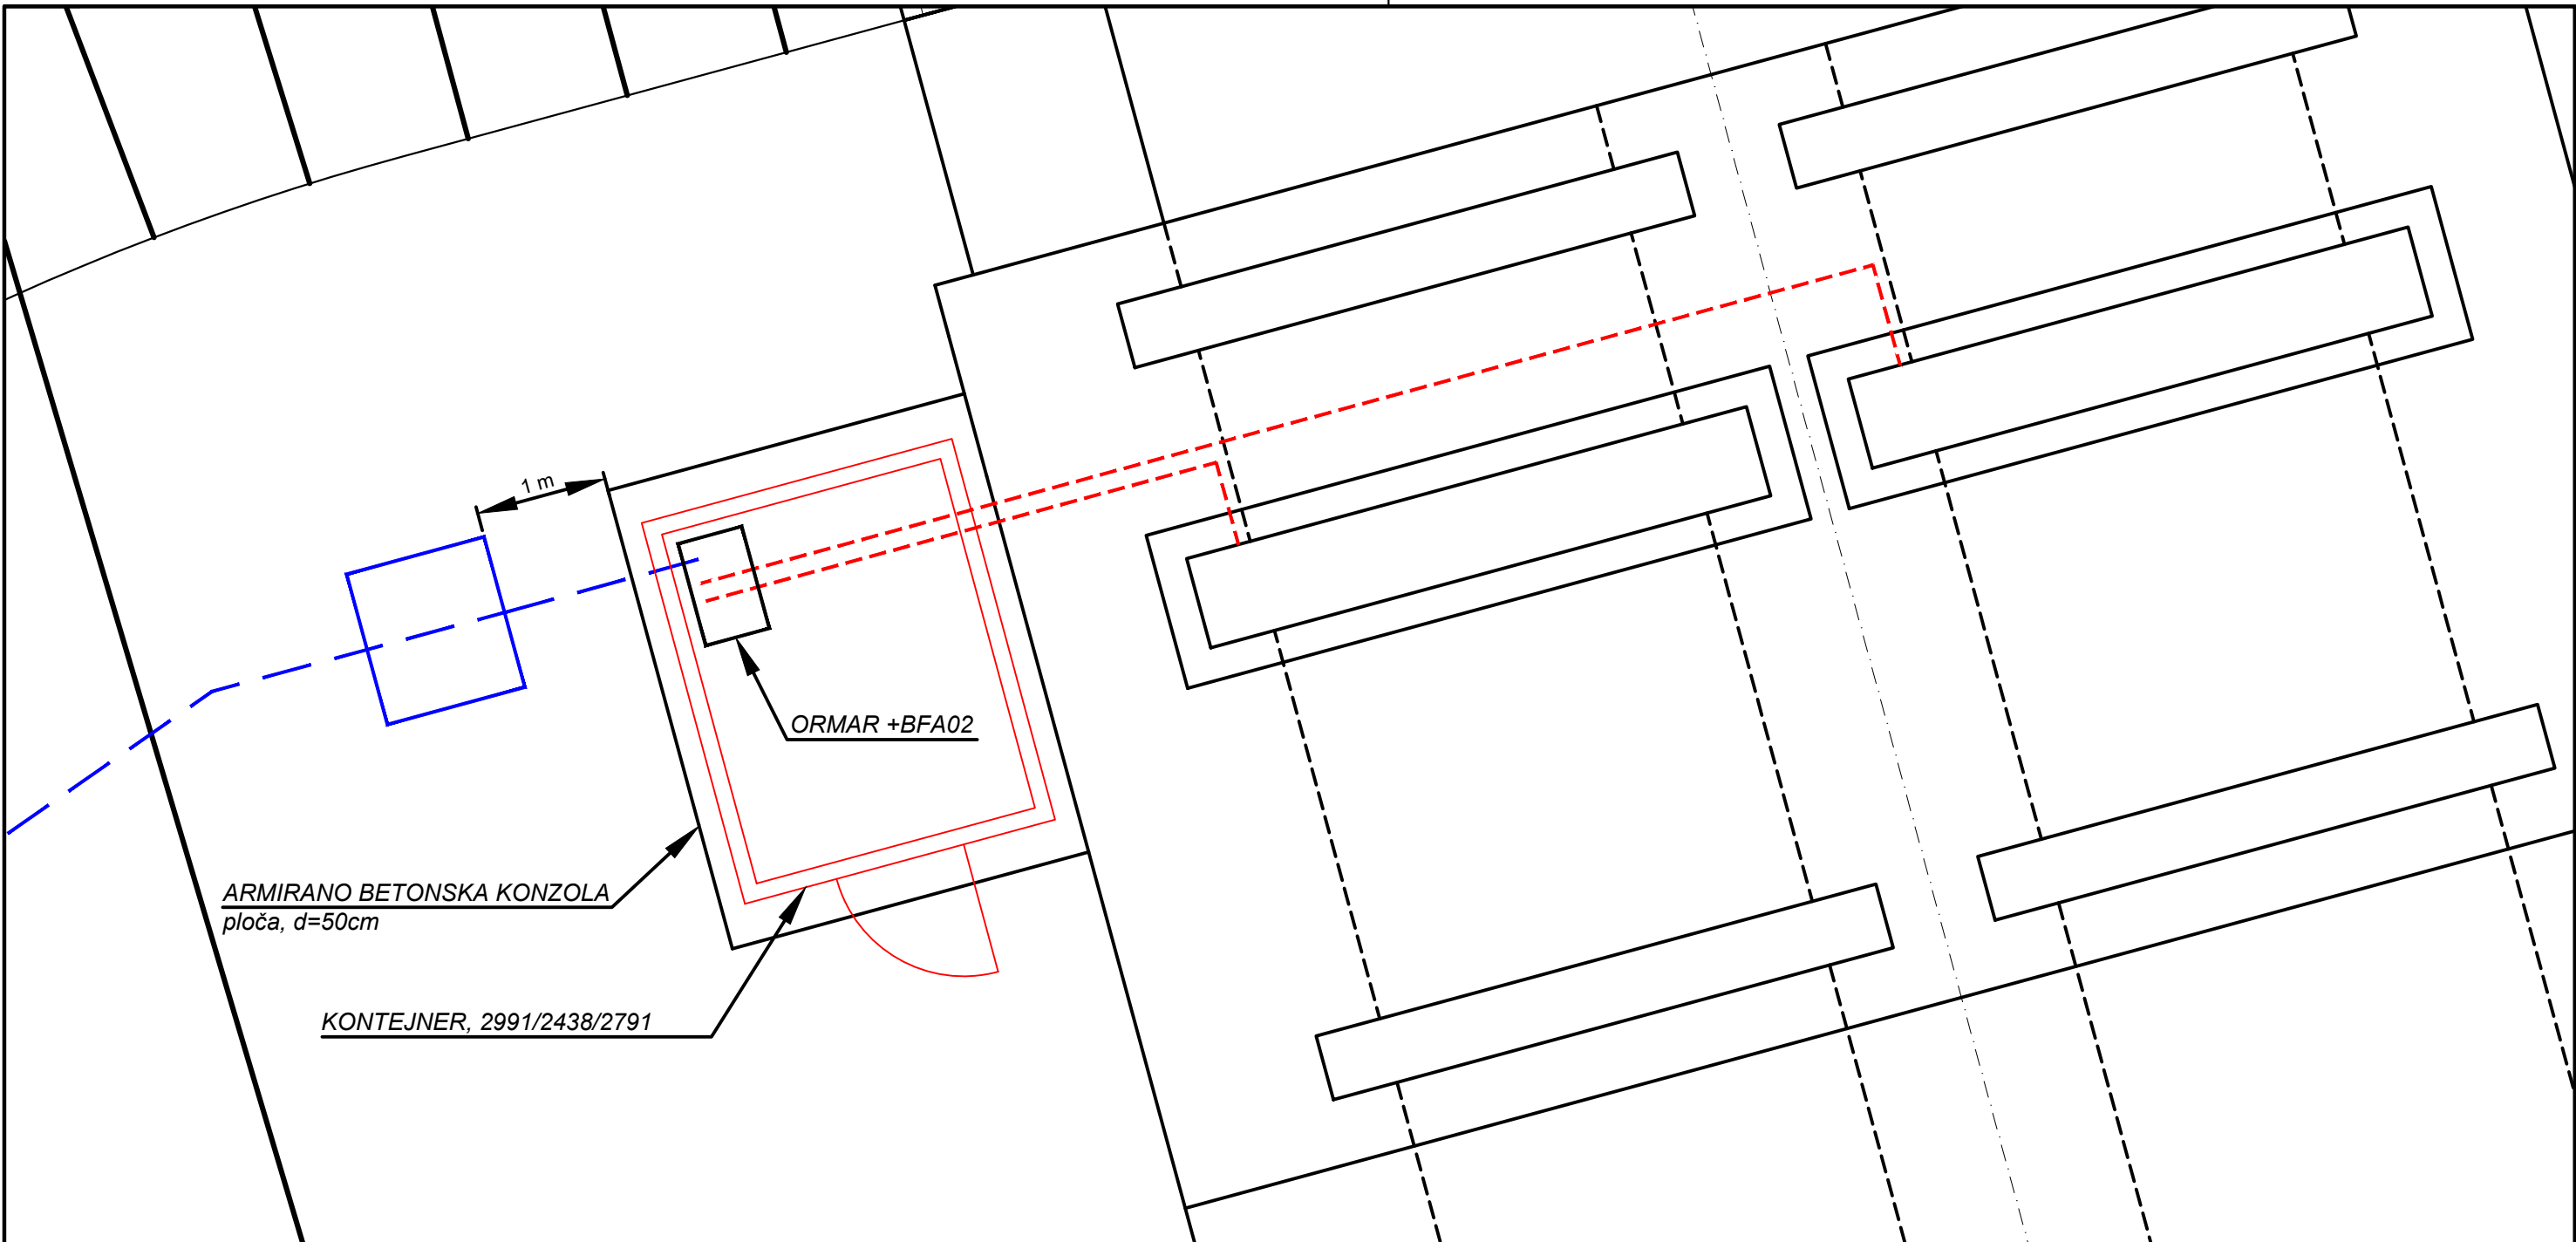 1 m
ORMAR +BFA02
ARMIRANO BETONSKA KONZOLA
ploča, d=50cm
KONTEJNER, 2991/2438/2791